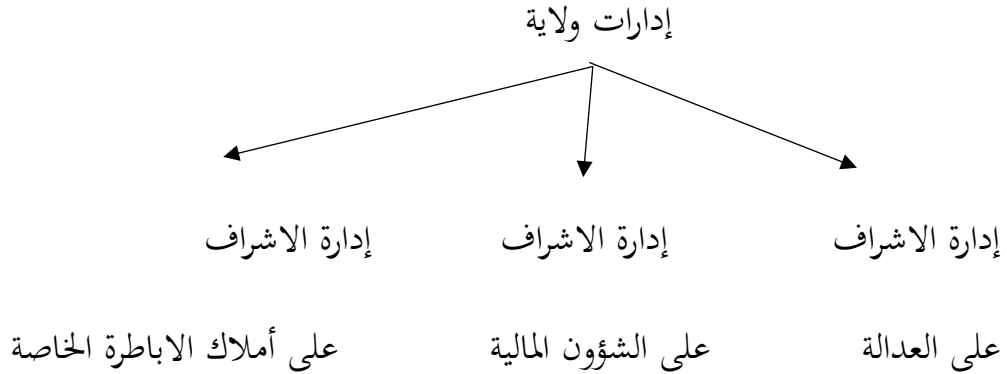 إدارات ولاية
إدارة الاشراف إدارة الاشراف إدارة الاشراف
على العدالة على الشؤون المالية على أملاك الاباطرة الخاصة